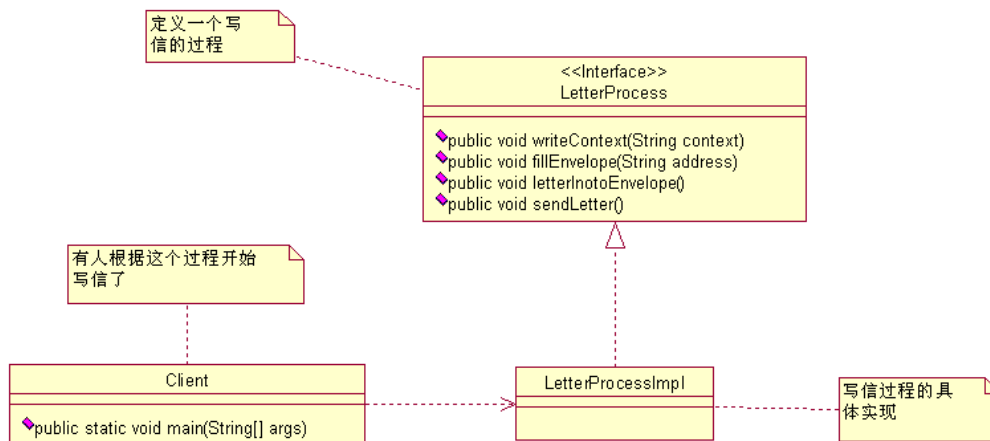 定义一个写
信的过程
<<Interface>>
LetterProcess
public void writeContext(String context)
public void fillEnvelope(String address)
public void letterInotoEnvelope()
public void sendLetter()
有人根据这个过程开始
写信了
Client
public static void main(String[] args)
LetterProcessImpl
写信过程的具
体实现